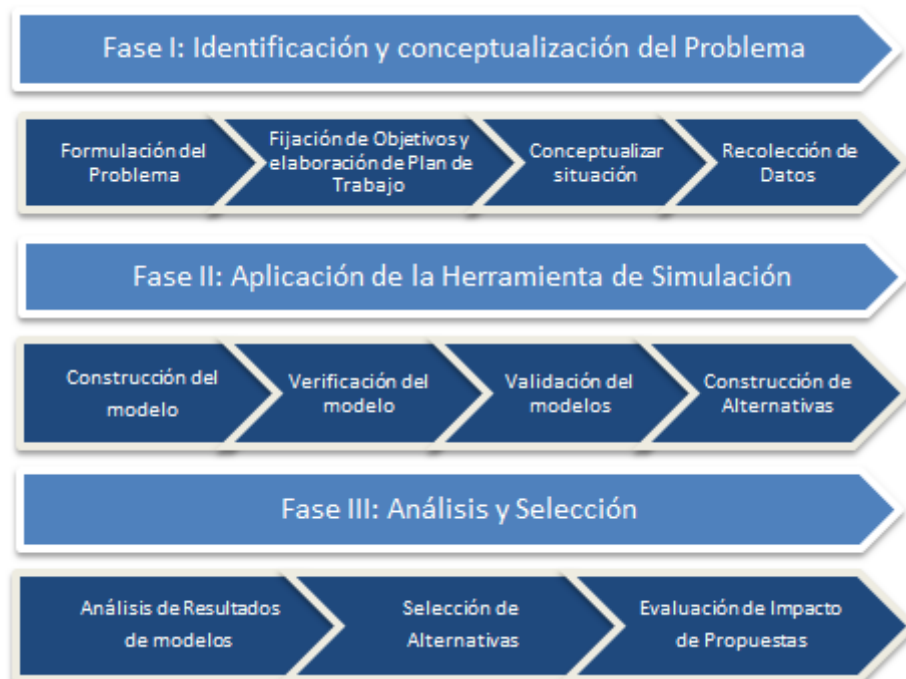 Fase I: Identificación y conceptualización del Problema
Formulación del
Problema
Fijación de Objetivos y
elaboración de Plan de
Trabajo
Conceptualizar
situación
Recolección de
Datos
Fase II: Aplicación de la Herramienta de Simulación
Construcción del
modelo
Verificación del
modelo
Validación del
modelos
Construcción de
Alternativas
Fase III: Análisis y Selección
Análisis de Resultados
de modelos
Selección de
Alternativas
Evaluación de Impacto
de Propuestas